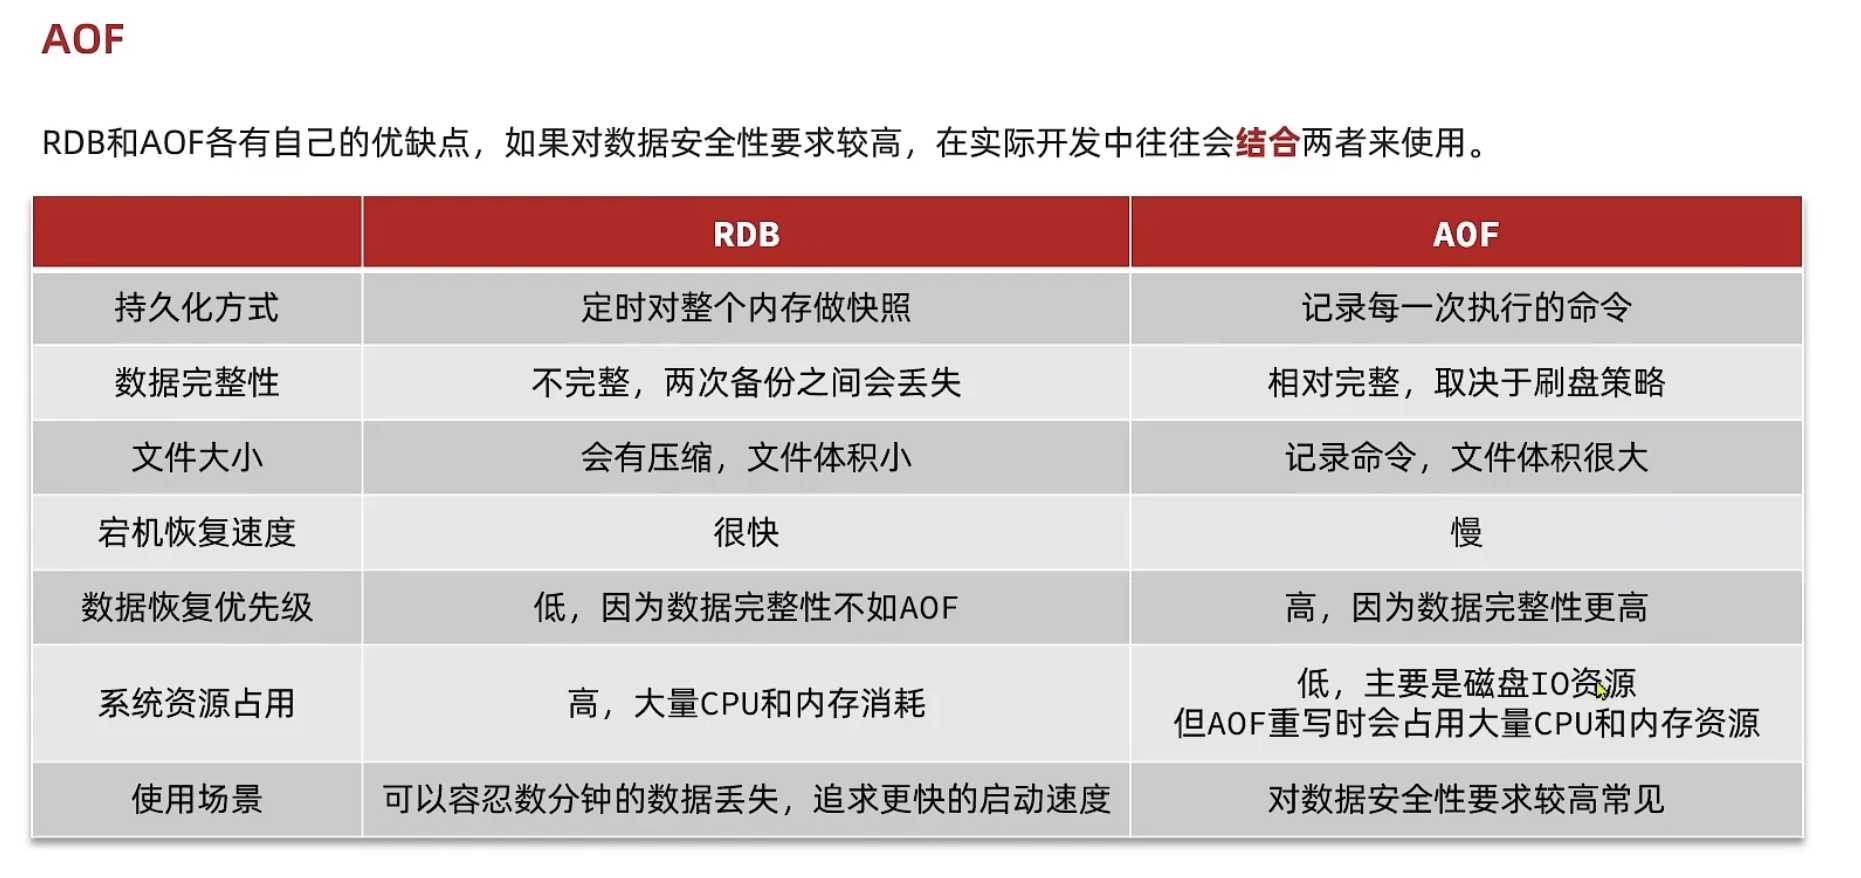 AOF
RDB和AOF各有自己的优缺点，如果对数据安全性要求较高，在实际开发中往往会结合两者来使用。
RDB AOF
持久化方式 定时对整个内存做快照 记录每一次执行的命令
数据完整性 不完整，两次备份之间会丢失 相对完整，取决于刷盘策略
文件大小 会有压缩，文件体积小 记录命令，文件体积很大
宕机恢复速度 很快 慢
数据恢复优先级 低，因为数据完整性不如AOF 高，因为数据完整性更高
系统资源占用 高，大量CPU和内存消耗 低，主要是磁盘IO资源
但AOF重写时会占用大量CPU和内存资源
使用场景 可以容忍数分钟的数据丢失，追求更快的启动速度 对数据安全性要求较高常见